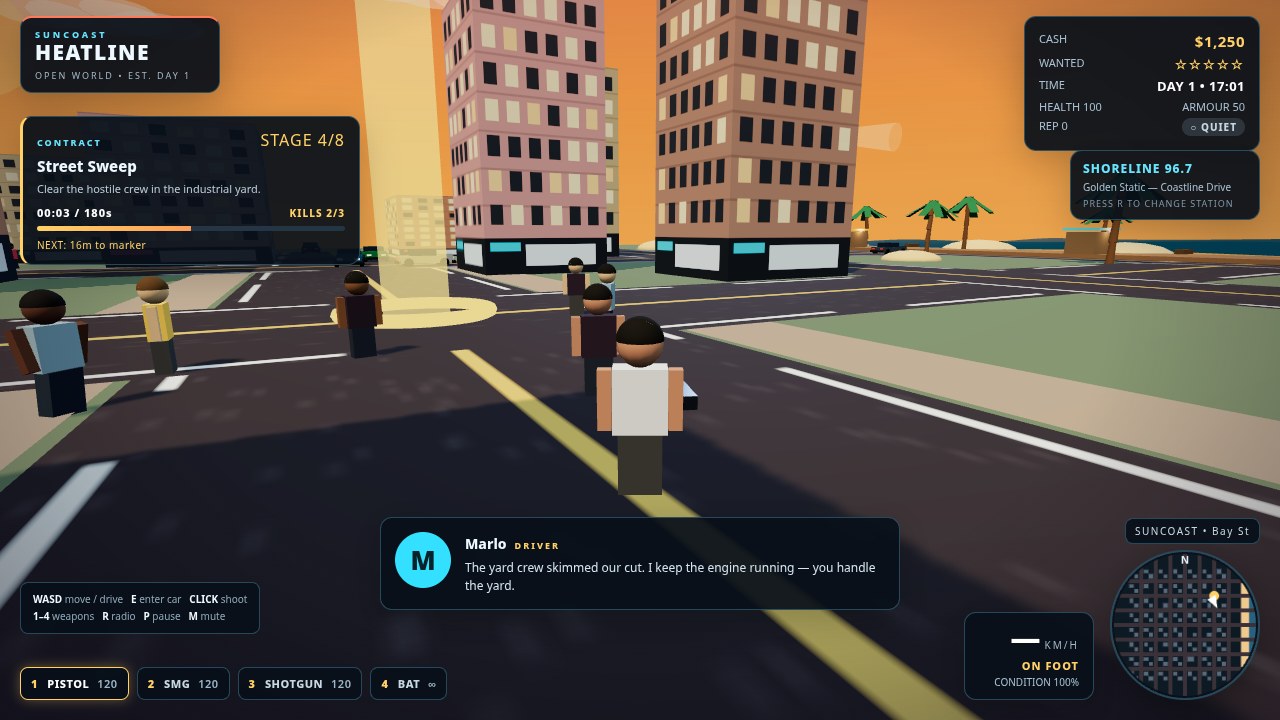 SUNCOAST
HEATLINE
OPEN WORLD • EST. DAY 1
CONTRACT
STAGE 4/8
Street Sweep
Clear the hostile crew in the industrial yard.
00:03 / 180s KILLS 2/3
NEXT: 16m to marker
CASH $1,250
WANTED ☆☆☆☆☆
TIME DAY 1 • 17:01
HEALTH 100 ARMOUR 50
REP 0 ○ QUIET
SHORELINE 96.7
Golden Static — Coastline Drive
PRESS R TO CHANGE STATION
M
Marlo DRIVER
The yard crew skimmed our cut. I keep the engine running — you handle
the yard.
WASD move / drive E enter car CLICK shoot
1–4 weapons R radio P pause M mute
1 PISTOL 120 2 SMG 120 3 SHOTGUN 120 4 BAT ∞
SUNCOAST • Bay St
N
— KM/H
ON FOOT
CONDITION 100%